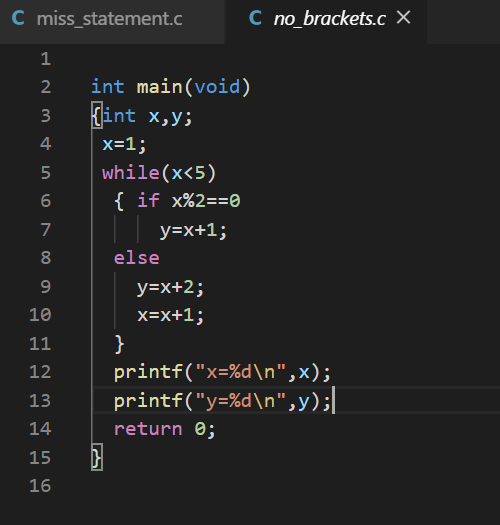 C miss_statement.c C no_brackets.c ×
1
2 int main(void)
3 {int x,y;
4 x=1;
5 while(x<5)
6 { if x%2==0
7 y=x+1;
8 else
9 y=x+2;
10 x=x+1;
11 }
12 printf("x=%d\n",x);
13 printf("y=%d\n",y);
14 return 0;
15 }
16